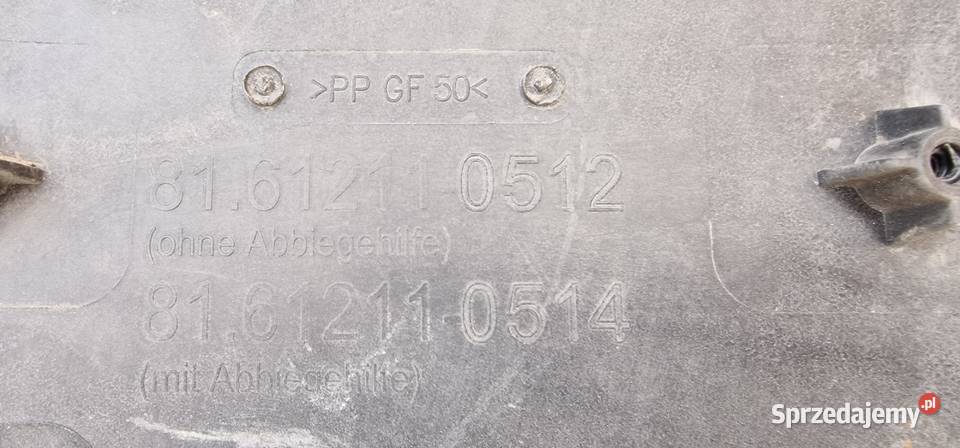 >PP GF 50<
81.61211 0512
(ohne Abbiegehilfe)
81.61211-0514
(mit Abbiegehilfe)
Sprzedajemy.pl